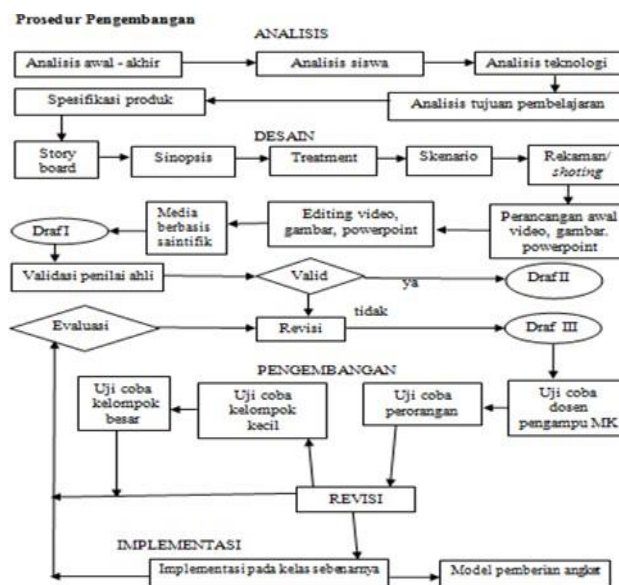 Prosedur Pengembangan
ANALISIS
Analisis awal - akhir
Analisis siswa
Analisis teknologi
Spesifikasi produk
Analisis tujuan pembelajaran
DESAIN
Story
board
Sinopsis
Treatment
Skenario
Rekaman/
shoting
Draf I
Media
berbasis
saintifik
Editing video,
gambar, powerpoint
Perancangan awal
video, gambar.
powerpoint
Validasi penilai ahli
Valid
ya
Draf II
tidak
Evaluasi
Revisi
Draf III
PENGEMBANGAN
Uji coba
kelompok
besar
Uji coba
kelompok
kecil
Uji coba
perorangan
Uji coba
dosen
pengampu MK
REVISI
IMPLEMENTASI
Implementasi pada kelas sebenarnya
Model pemberian angket